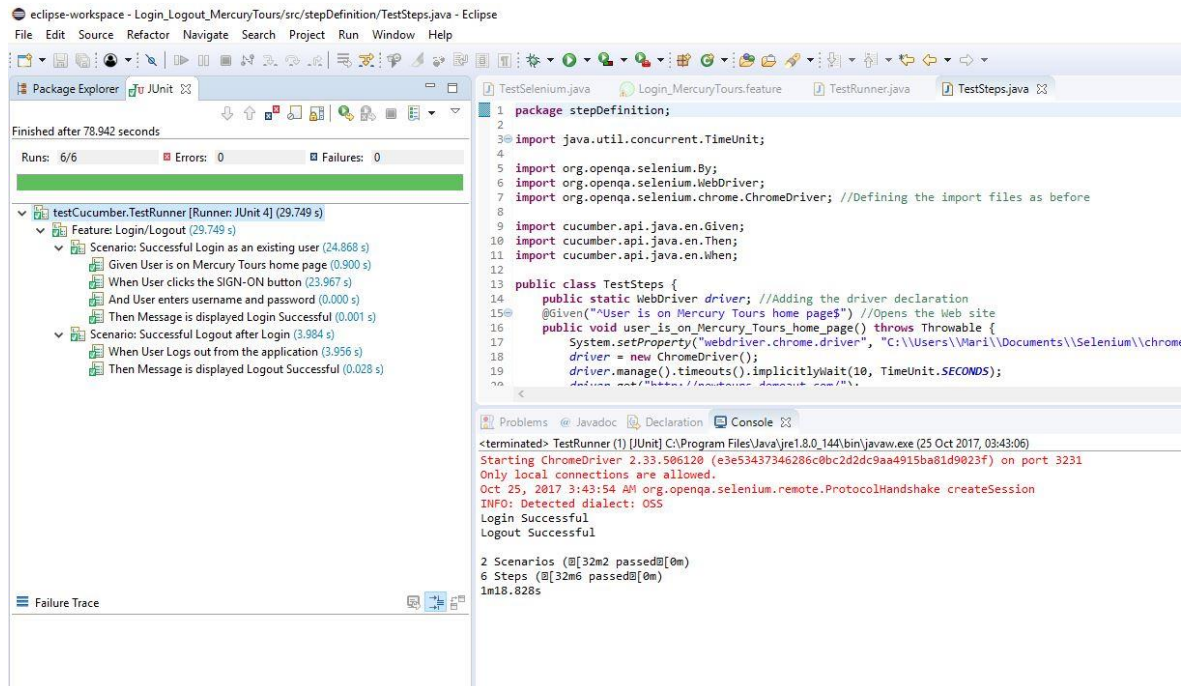 eclipse-workspace - Login_Logout_MercuryTours/src/stepDefinition/TestSteps.java - Eclipse
File Edit Source Refactor Navigate Search Project Run Window Help
Package Explorer JUnit
Finished after 78.942 seconds
Runs: 6/6 Errors: 0 Failures: 0
testCucumber.TestRunner [Runner: JUnit 4] (29.749 s)
Feature: Login/Logout (29.749 s)
Scenario: Successful Login as an existing user (24.868 s)
Given User is on Mercury Tours home page (0.900 s)
When User clicks the SIGN-ON button (23.967 s)
And User enters username and password (0.000 s)
Then Message is displayed Login Successful (0.001 s)
Scenario: Successful Logout after Login (3.984 s)
When User Logs out from the application (3.956 s)
Then Message is displayed Logout Successful (0.028 s)
Failure Trace
TestSelenium.java Login_MercuryTours.feature TestRunner.java TestSteps.java
1 package stepDefinition;
2
3 import java.util.concurrent.TimeUnit;
4
5 import org.openqa.selenium.By;
6 import org.openqa.selenium.WebDriver;
7 import org.openqa.selenium.chrome.ChromeDriver; //Defining the import files as before
8
9 import cucumber.api.java.en.Given;
10 import cucumber.api.java.en.Then;
11 import cucumber.api.java.en.When;
12
13 public class TestSteps {
14 public static WebDriver driver; //Adding the driver declaration
15 @Given("^User is on Mercury Tours home page$") //Opens the Web site
16 public void user_is_on_Mercury_Tours_home_page() throws Throwable {
17 System.setProperty("webdriver.chrome.driver", "C:\\Users\\Mari\\Documents\\Selenium\\chrome
18 driver = new ChromeDriver();
19 driver.manage().timeouts().implicitlyWait(10, TimeUnit.SECONDS);
20 driver.get("http://newtours.demoaut.com/");
Problems Javadoc Declaration Console
<terminated> TestRunner (1) [JUnit] C:\Program Files\Java\jre1.8.0_144\bin\javaw.exe (25 Oct 2017, 03:43:06)
Starting ChromeDriver 2.33.506120 (e3e53437346286c0bc2d2dc9aa4915ba81d9023f) on port 3231
Only local connections are allowed.
Oct 25, 2017 3:43:54 AM org.openqa.selenium.remote.ProtocolHandshake createSession
INFO: Detected dialect: OSS
Login Successful
Logout Successful
2 Scenarios ([32m2 passed[0m)
6 Steps ([32m6 passed[0m)
1m18.828s